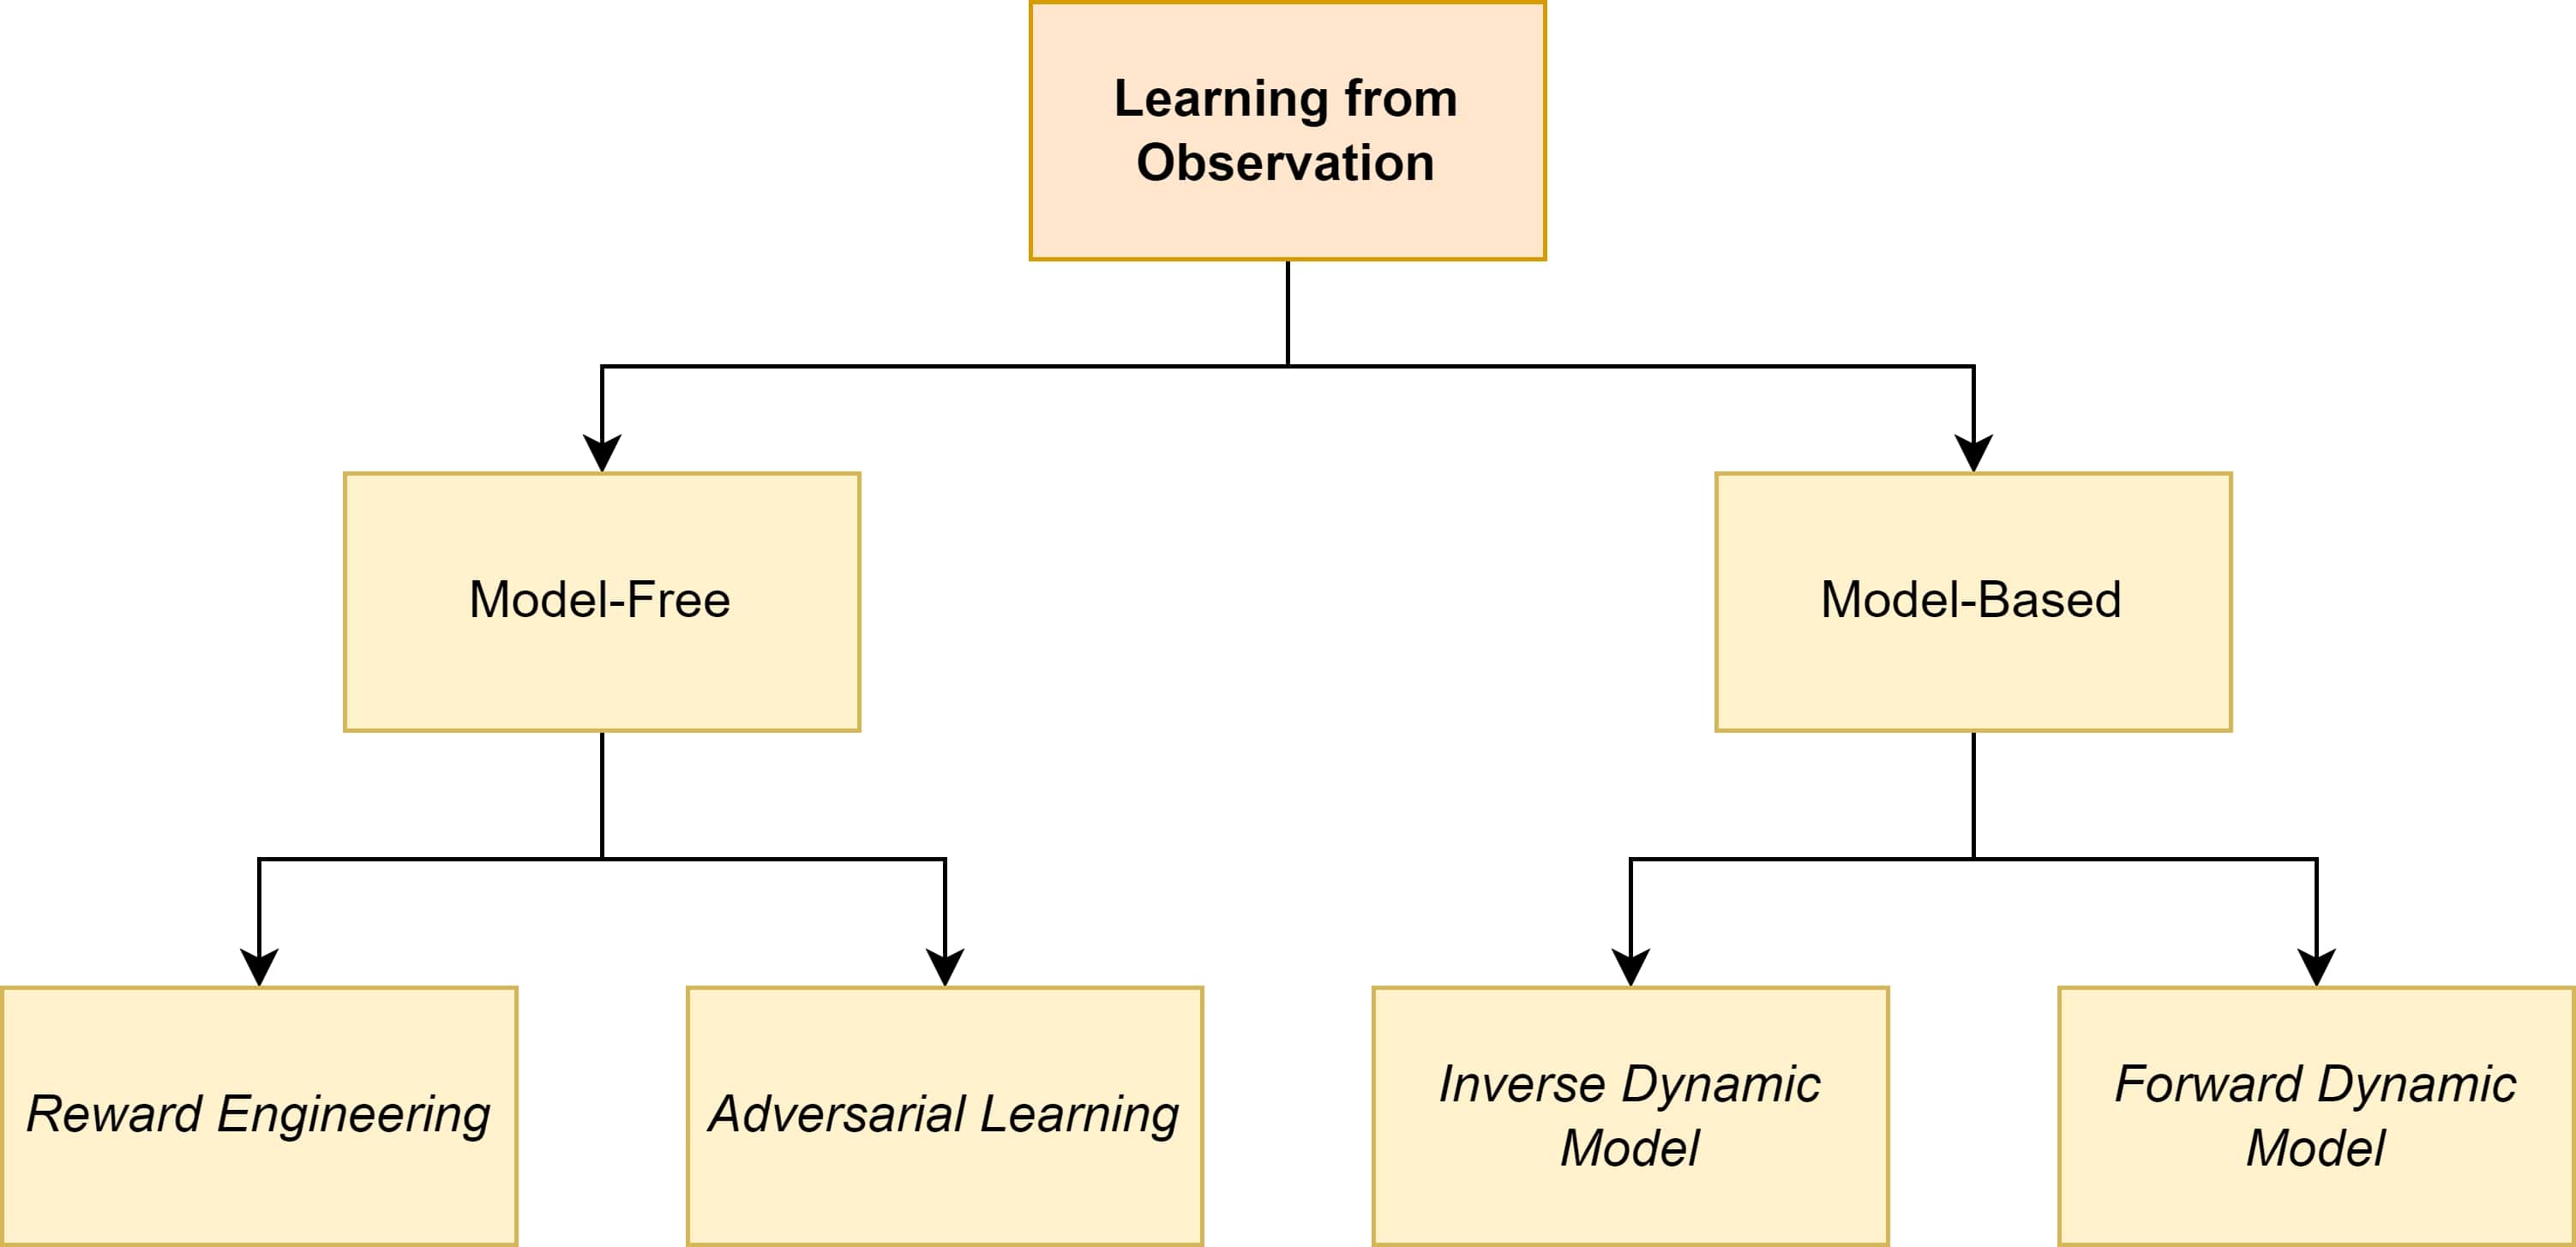 Learning from
Observation
Model-Free
Model-Based
Reward Engineering
Adversarial Learning
Inverse Dynamic
Model
Forward Dynamic
Model